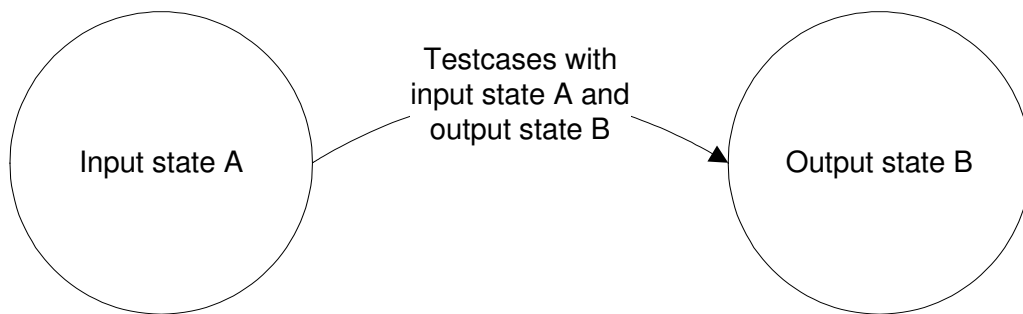 Testcases with
input state A and
output state B
Input state A
Output state B